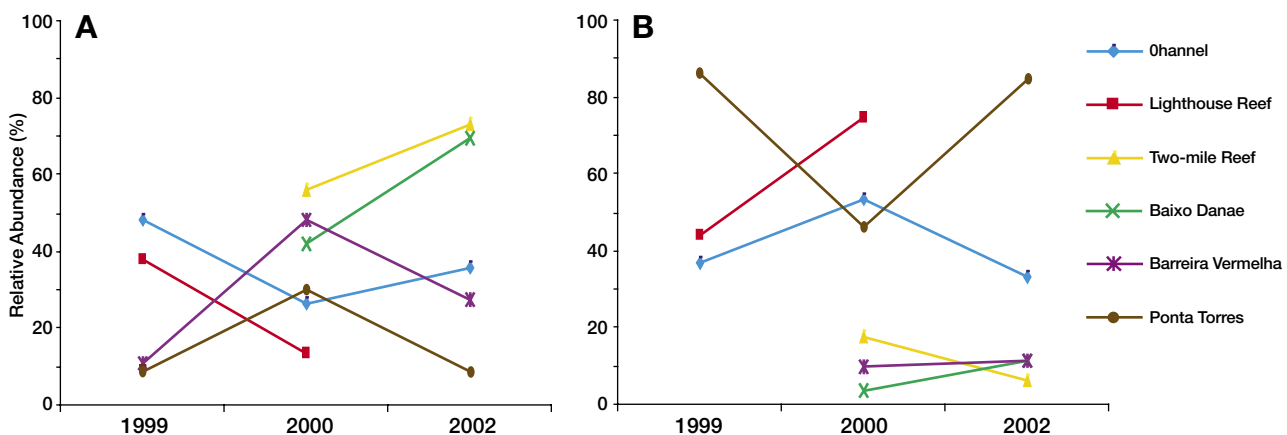 A
Relative Abundance (%)
100
80
60
40
20
0
1999
2000
2002
B
100
80
60
40
20
0
1999
2000
2002
0hannel
Lighthouse Reef
Two-mile Reef
Baixo Danae
Barreira Vermelha
Ponta Torres